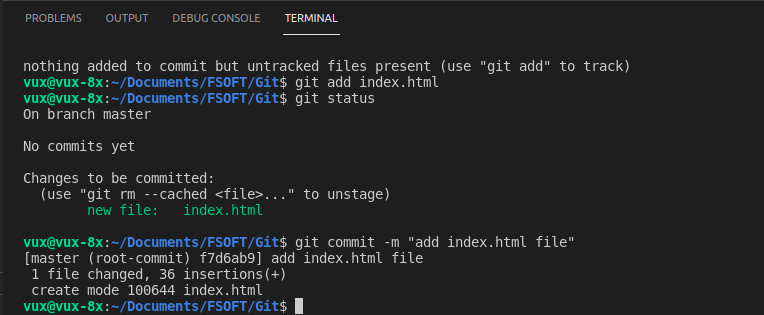 PROBLEMS OUTPUT DEBUG CONSOLE TERMINAL
nothing added to commit but untracked files present (use "git add" to track)
vux@vux-8x:~/Documents/FSOFT/Git$ git add index.html
vux@vux-8x:~/Documents/FSOFT/Git$ git status
On branch master
No commits yet
Changes to be committed:
  (use "git rm --cached <file>..." to unstage)
        new file:   index.html
vux@vux-8x:~/Documents/FSOFT/Git$ git commit -m "add index.html file"
[master (root-commit) f7d6ab9] add index.html file
 1 file changed, 36 insertions(+)
 create mode 100644 index.html
vux@vux-8x:~/Documents/FSOFT/Git$